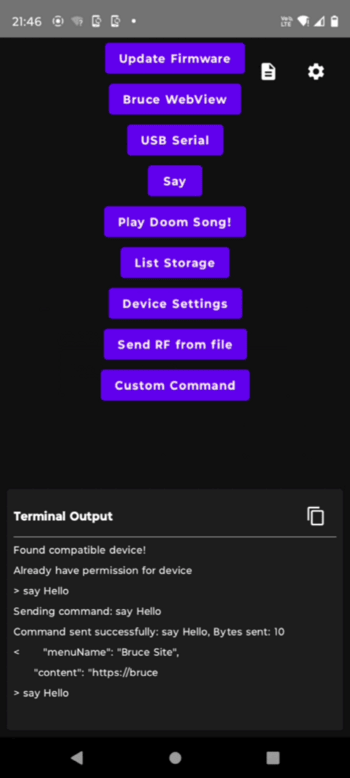 21:46
VoLTE
Update Firmware
Bruce WebView
USB Serial
Say
Play Doom Song!
List Storage
Device Settings
Send RF from file
Custom Command
Terminal Output
Found compatible device!
Already have permission for device
> say Hello
Sending command: say Hello
Command sent successfully: say Hello, Bytes sent: 10
< "menuName": "Bruce Site",
"content": "https://bruce
> say Hello